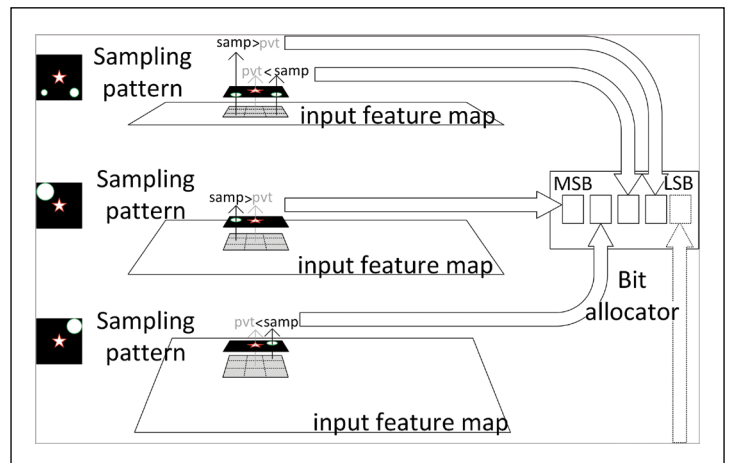 samp>pvt
Sampling
pattern
pvt<samp
input feature map
MSB
LSB
Sampling
pattern
samp>pvt
input feature map
Bit
allocator
Sampling
pattern
pvt<samp
input feature map